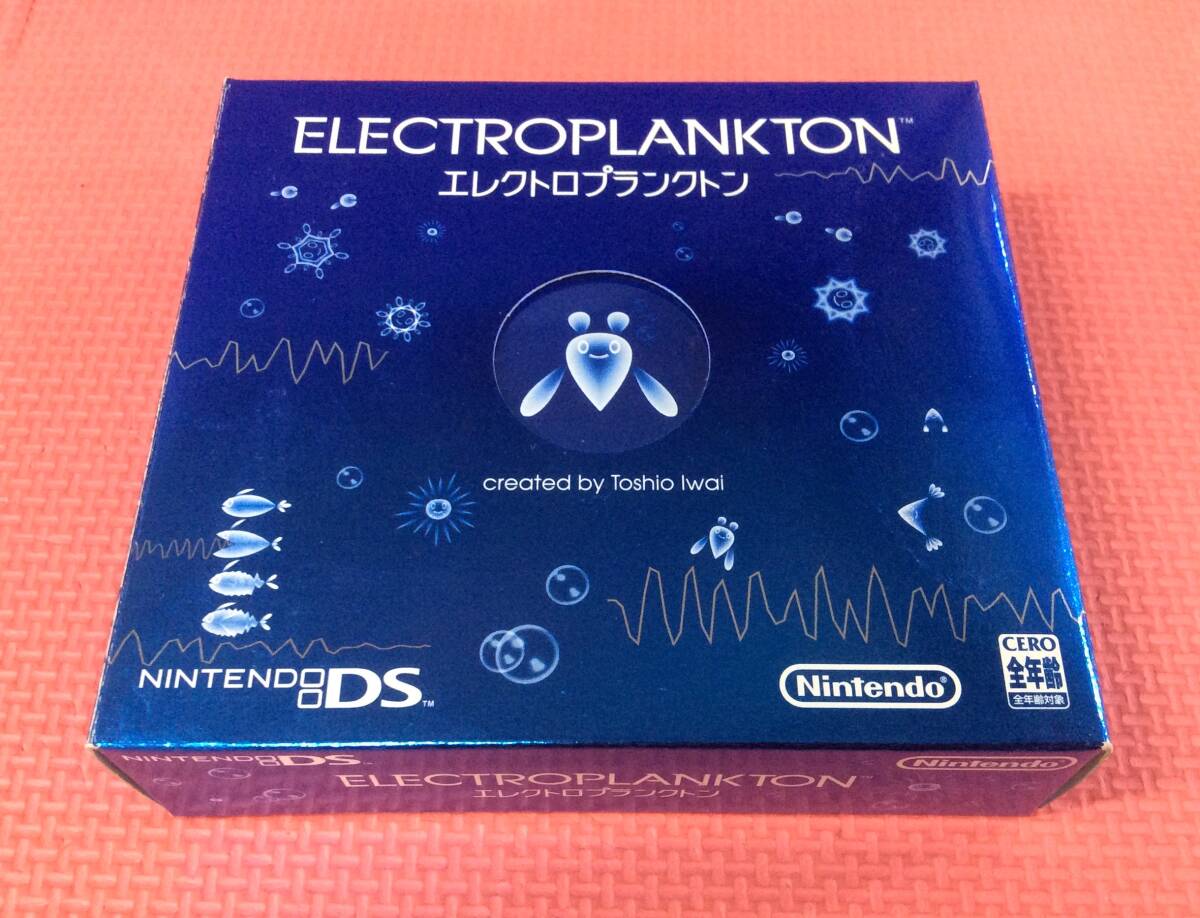 ELECTROPLANKTON™
エレクトロプランクトン
created by Toshio Iwai
NINTENDO DS™
Nintendo®
CERO
全年齢
全年齢対象
NINTENDO DS™
ELECTROPLANKTON™
エレクトロプランクトン
Nintendo